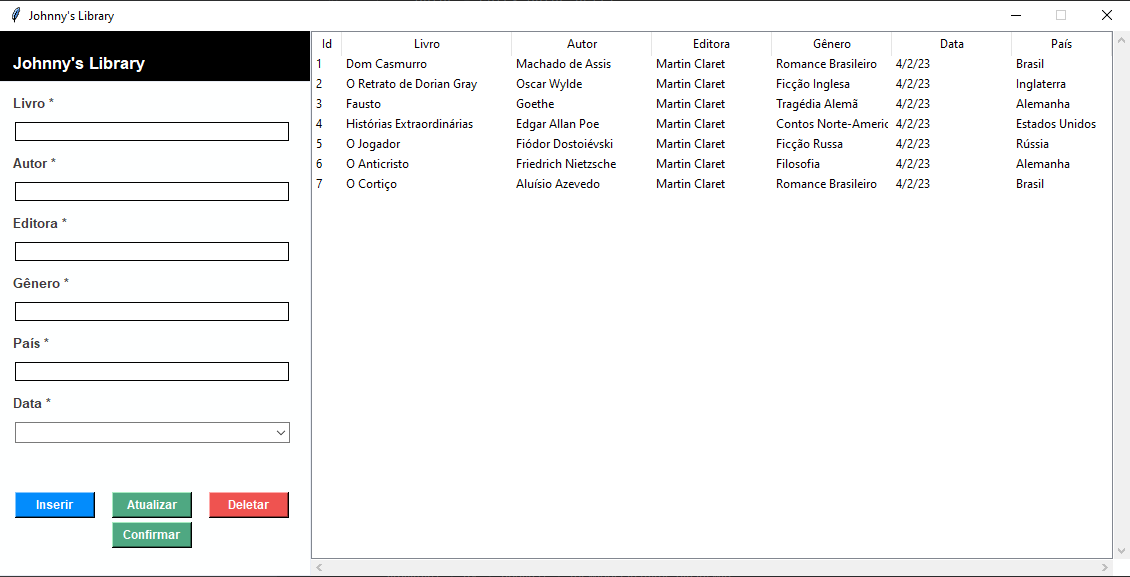 Johnny's Library
Johnny's Library
Livro *
Autor *
Editora *
Gênero *
País *
Data *
Inserir Atualizar Deletar
Confirmar
Id Livro Autor Editora Gênero Data País
1 Dom Casmurro Machado de Assis Martin Claret Romance Brasileiro 4/2/23 Brasil
2 O Retrato de Dorian Gray Oscar Wylde Martin Claret Ficção Inglesa 4/2/23 Inglaterra
3 Fausto Goethe Martin Claret Tragédia Alemã 4/2/23 Alemanha
4 Histórias Extraordinárias Edgar Allan Poe Martin Claret Contos Norte-Americ 4/2/23 Estados Unidos
5 O Jogador Fiódor Dostoiévski Martin Claret Ficção Russa 4/2/23 Rússia
6 O Anticristo Friedrich Nietzsche Martin Claret Filosofia 4/2/23 Alemanha
7 O Cortiço Aluísio Azevedo Martin Claret Romance Brasileiro 4/2/23 Brasil